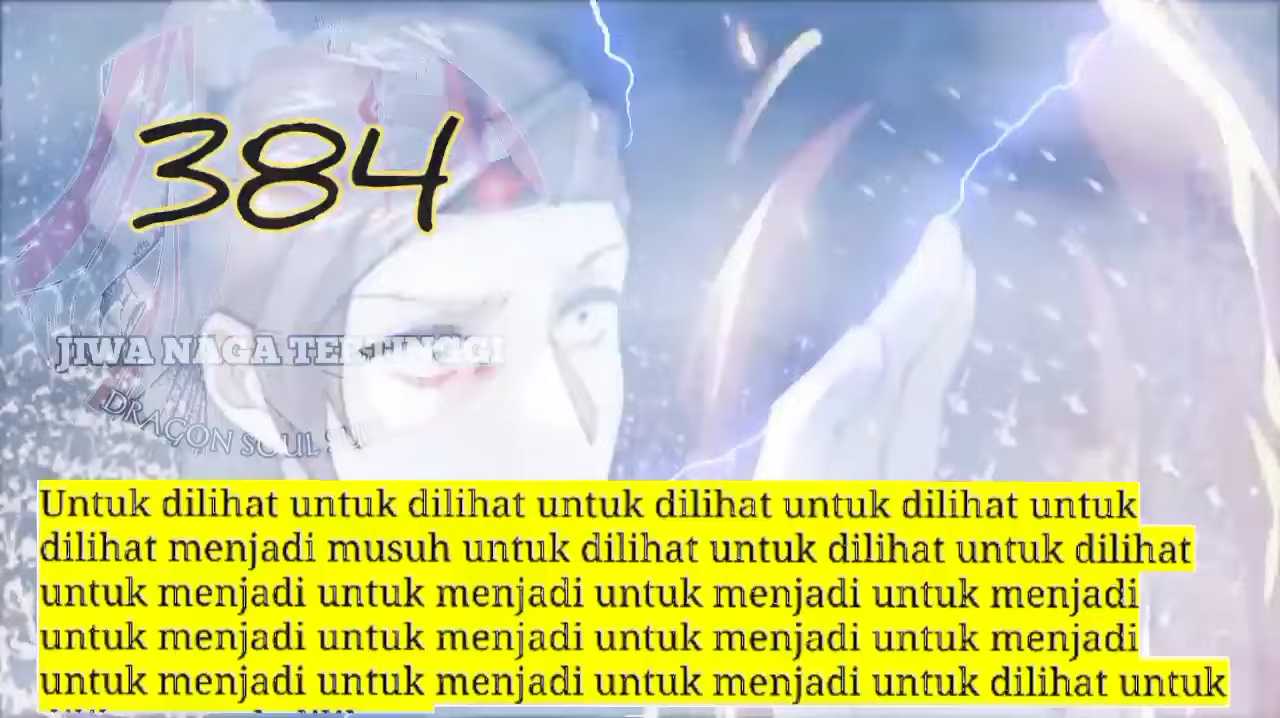 384
JIWA NAGA TERTINGGI
DRAGON SOUL
Untuk dilihat untuk dilihat untuk dilihat untuk dilihat untuk
dilihat menjadi musuh untuk dilihat untuk dilihat untuk dilihat
untuk menjadi untuk menjadi untuk menjadi untuk menjadi
untuk menjadi untuk menjadi untuk menjadi untuk menjadi
untuk menjadi untuk menjadi untuk menjadi untuk dilihat untuk